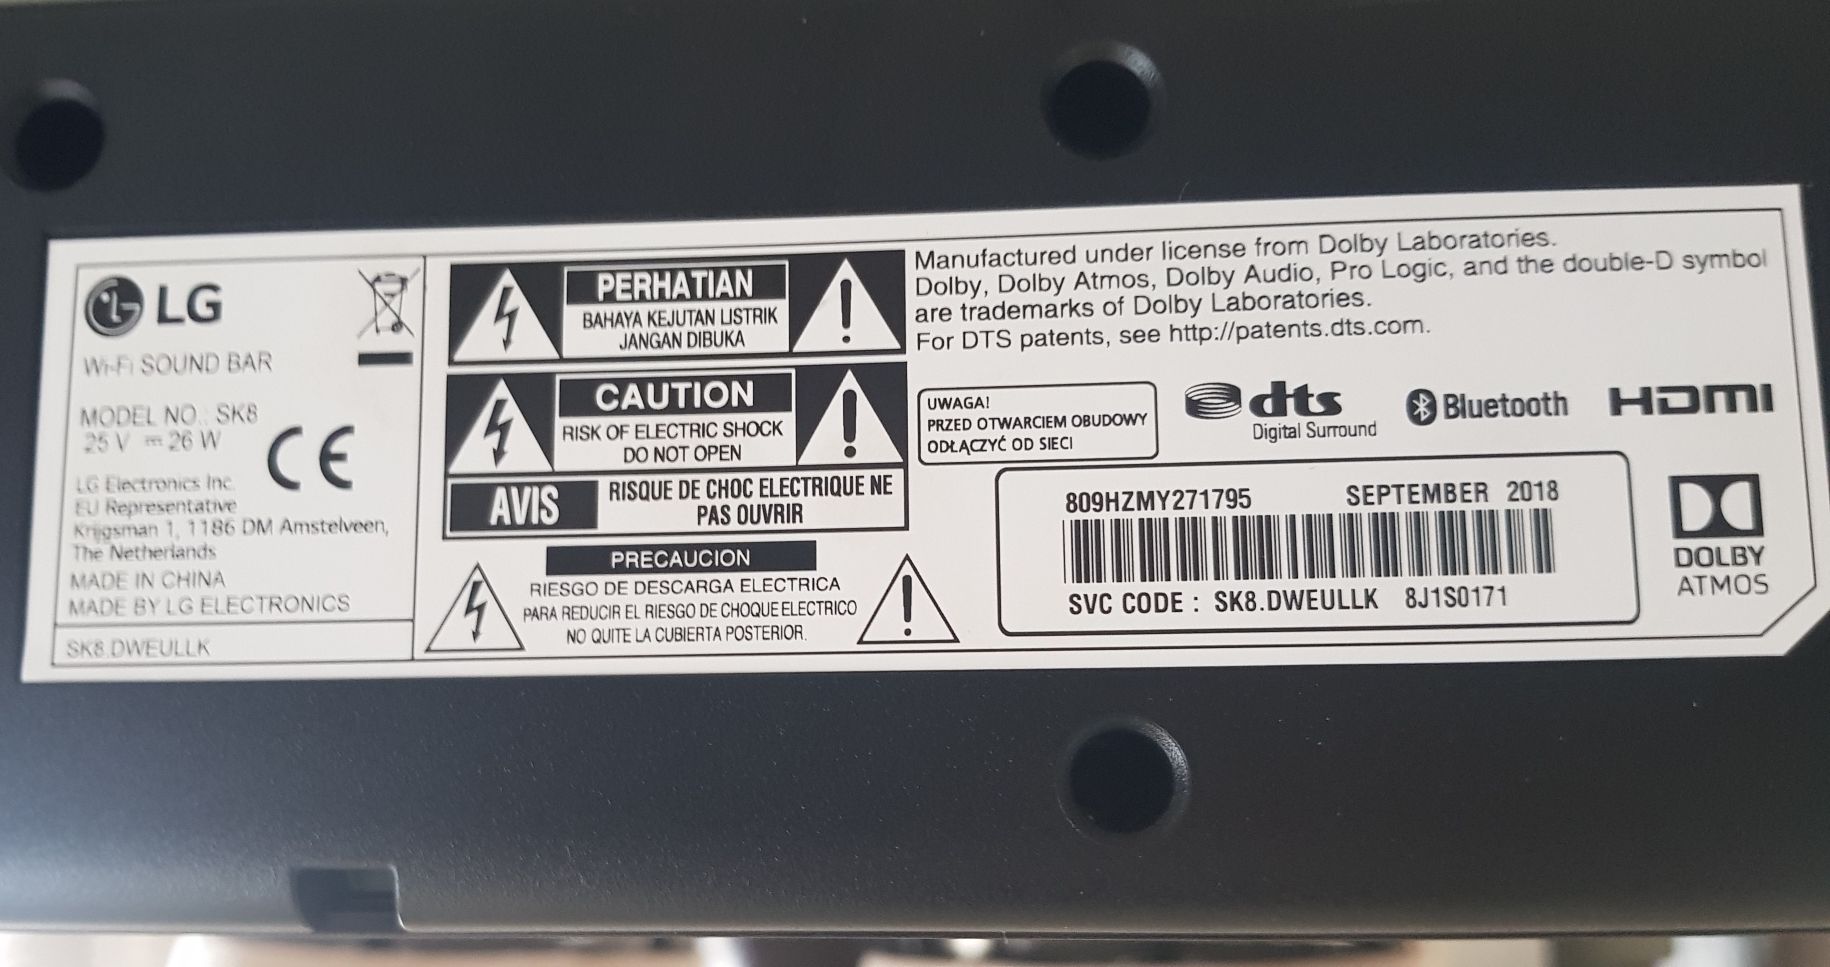 LG
Wi-Fi SOUND BAR
MODEL NO.: SK8
25 V ⎓ 26 W
CE
LG Electronics Inc.
EU Representative
Krijgsman 1, 1186 DM Amstelveen,
The Netherlands
MADE IN CHINA
MADE BY LG ELECTRONICS
SK8.DWEULLK
PERHATIAN
BAHAYA KEJUTAN LISTRIK
JANGAN DIBUKA
CAUTION
RISK OF ELECTRIC SHOCK
DO NOT OPEN
AVIS
RISQUE DE CHOC ELECTRIQUE NE
PAS OUVRIR
PRECAUCION
RIESGO DE DESCARGA ELECTRICA
PARA REDUCIR EL RIESGO DE CHOQUE ELECTRICO
NO QUITE LA CUBIERTA POSTERIOR.
Manufactured under license from Dolby Laboratories.
Dolby, Dolby Atmos, Dolby Audio, Pro Logic, and the double-D symbol
are trademarks of Dolby Laboratories.
For DTS patents, see http://patents.dts.com.
UWAGA!
PRZED OTWARCIEM OBUDOWY
ODŁĄCZYĆ OD SIECI
dts
Digital Surround
Bluetooth
HDMI
809HZMY271795 SEPTEMBER 2018
SVC CODE : SK8.DWEULLK 8J1S0171
DOLBY
ATMOS